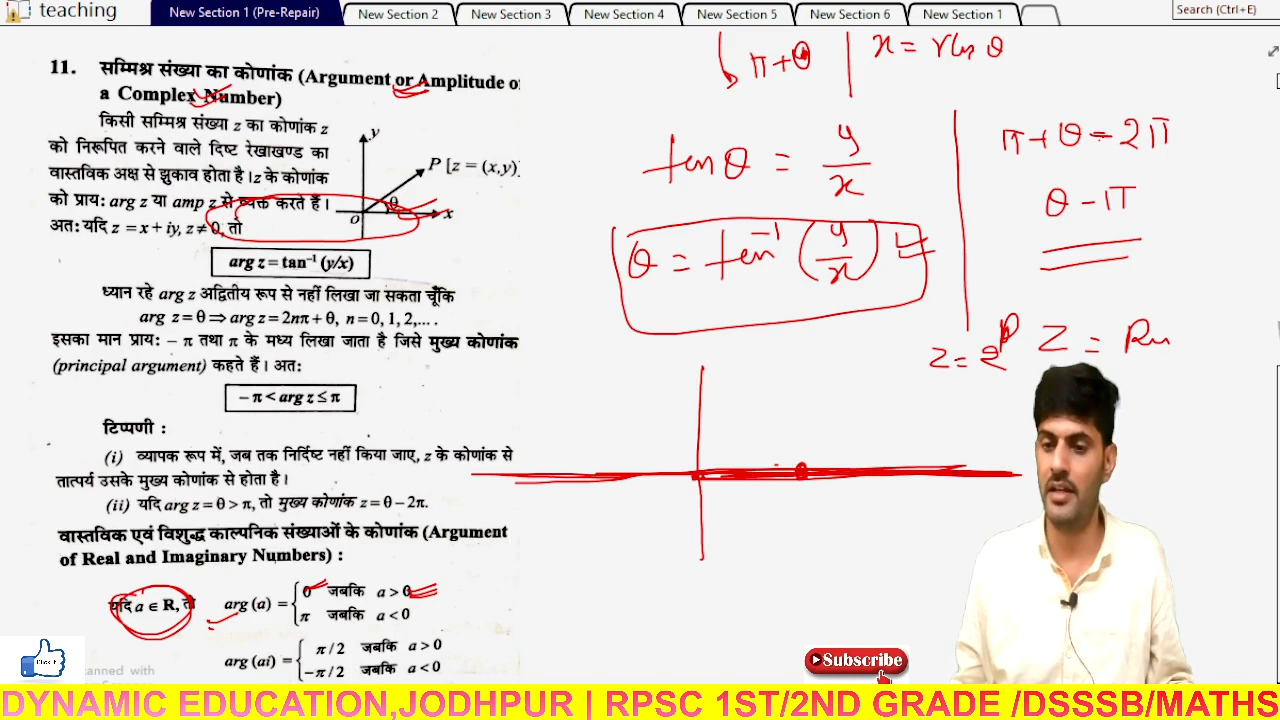 teaching
New Section 1 (Pre-Repair)
New Section 2
New Section 3
New Section 4
New Section 5
New Section 6
New Section 1
Search (Ctrl+E)
11. सम्मिश्र संख्या का कोणांक (Argument or Amplitude of
a Complex Number)
किसी सम्मिश्र संख्या z का कोणांक z
को निरूपित करने वाले दिष्ट रेखाखण्ड का
वास्तविक अक्ष से झुकाव होता है। z के कोणांक
को प्राय: arg z या amp z से व्यक्त करते हैं।
अत: यदि z = x + iy, z ≠ 0, तो
y
P [z = (x, y)]
θ
x
O
arg z = tan⁻¹ (y/x)
ध्यान रहे arg z अद्वितीय रूप से नहीं लिखा जा सकता चूँकि
arg z = θ ⇒ arg z = 2nπ + θ, n = 0, 1, 2,... .
इसका मान प्राय: – π तथा π के मध्य लिखा जाता है जिसे मुख्य कोणांक
(principal argument) कहते हैं। अत:
– π < arg z ≤ π
टिप्पणी :
(i) व्यापक रूप में, जब तक निर्दिष्ट नहीं किया जाए, z के कोणांक से
तात्पर्य उसके मुख्य कोणांक से होता है।
(ii) यदि arg z = θ > π, तो मुख्य कोणांक z = θ – 2π.
वास्तविक एवं विशुद्ध काल्पनिक संख्याओं के कोणांक (Argument
of Real and Imaginary Numbers) :
यदि a ∈ R, तो arg (a) = { 0 जबकि a > 0
π जबकि a < 0
arg (ai) = { π/2 जबकि a > 0
–π/2 जबकि a < 0
canned with
π + θ
x = r cos θ
tan θ = y/x
θ = tan⁻¹ (y/x)
π + θ – 2π
θ – π
Z = 2
Z = Re
Subscribe
DYNAMIC EDUCATION,JODHPUR | RPSC 1ST/2ND GRADE /DSSSB/MATHS